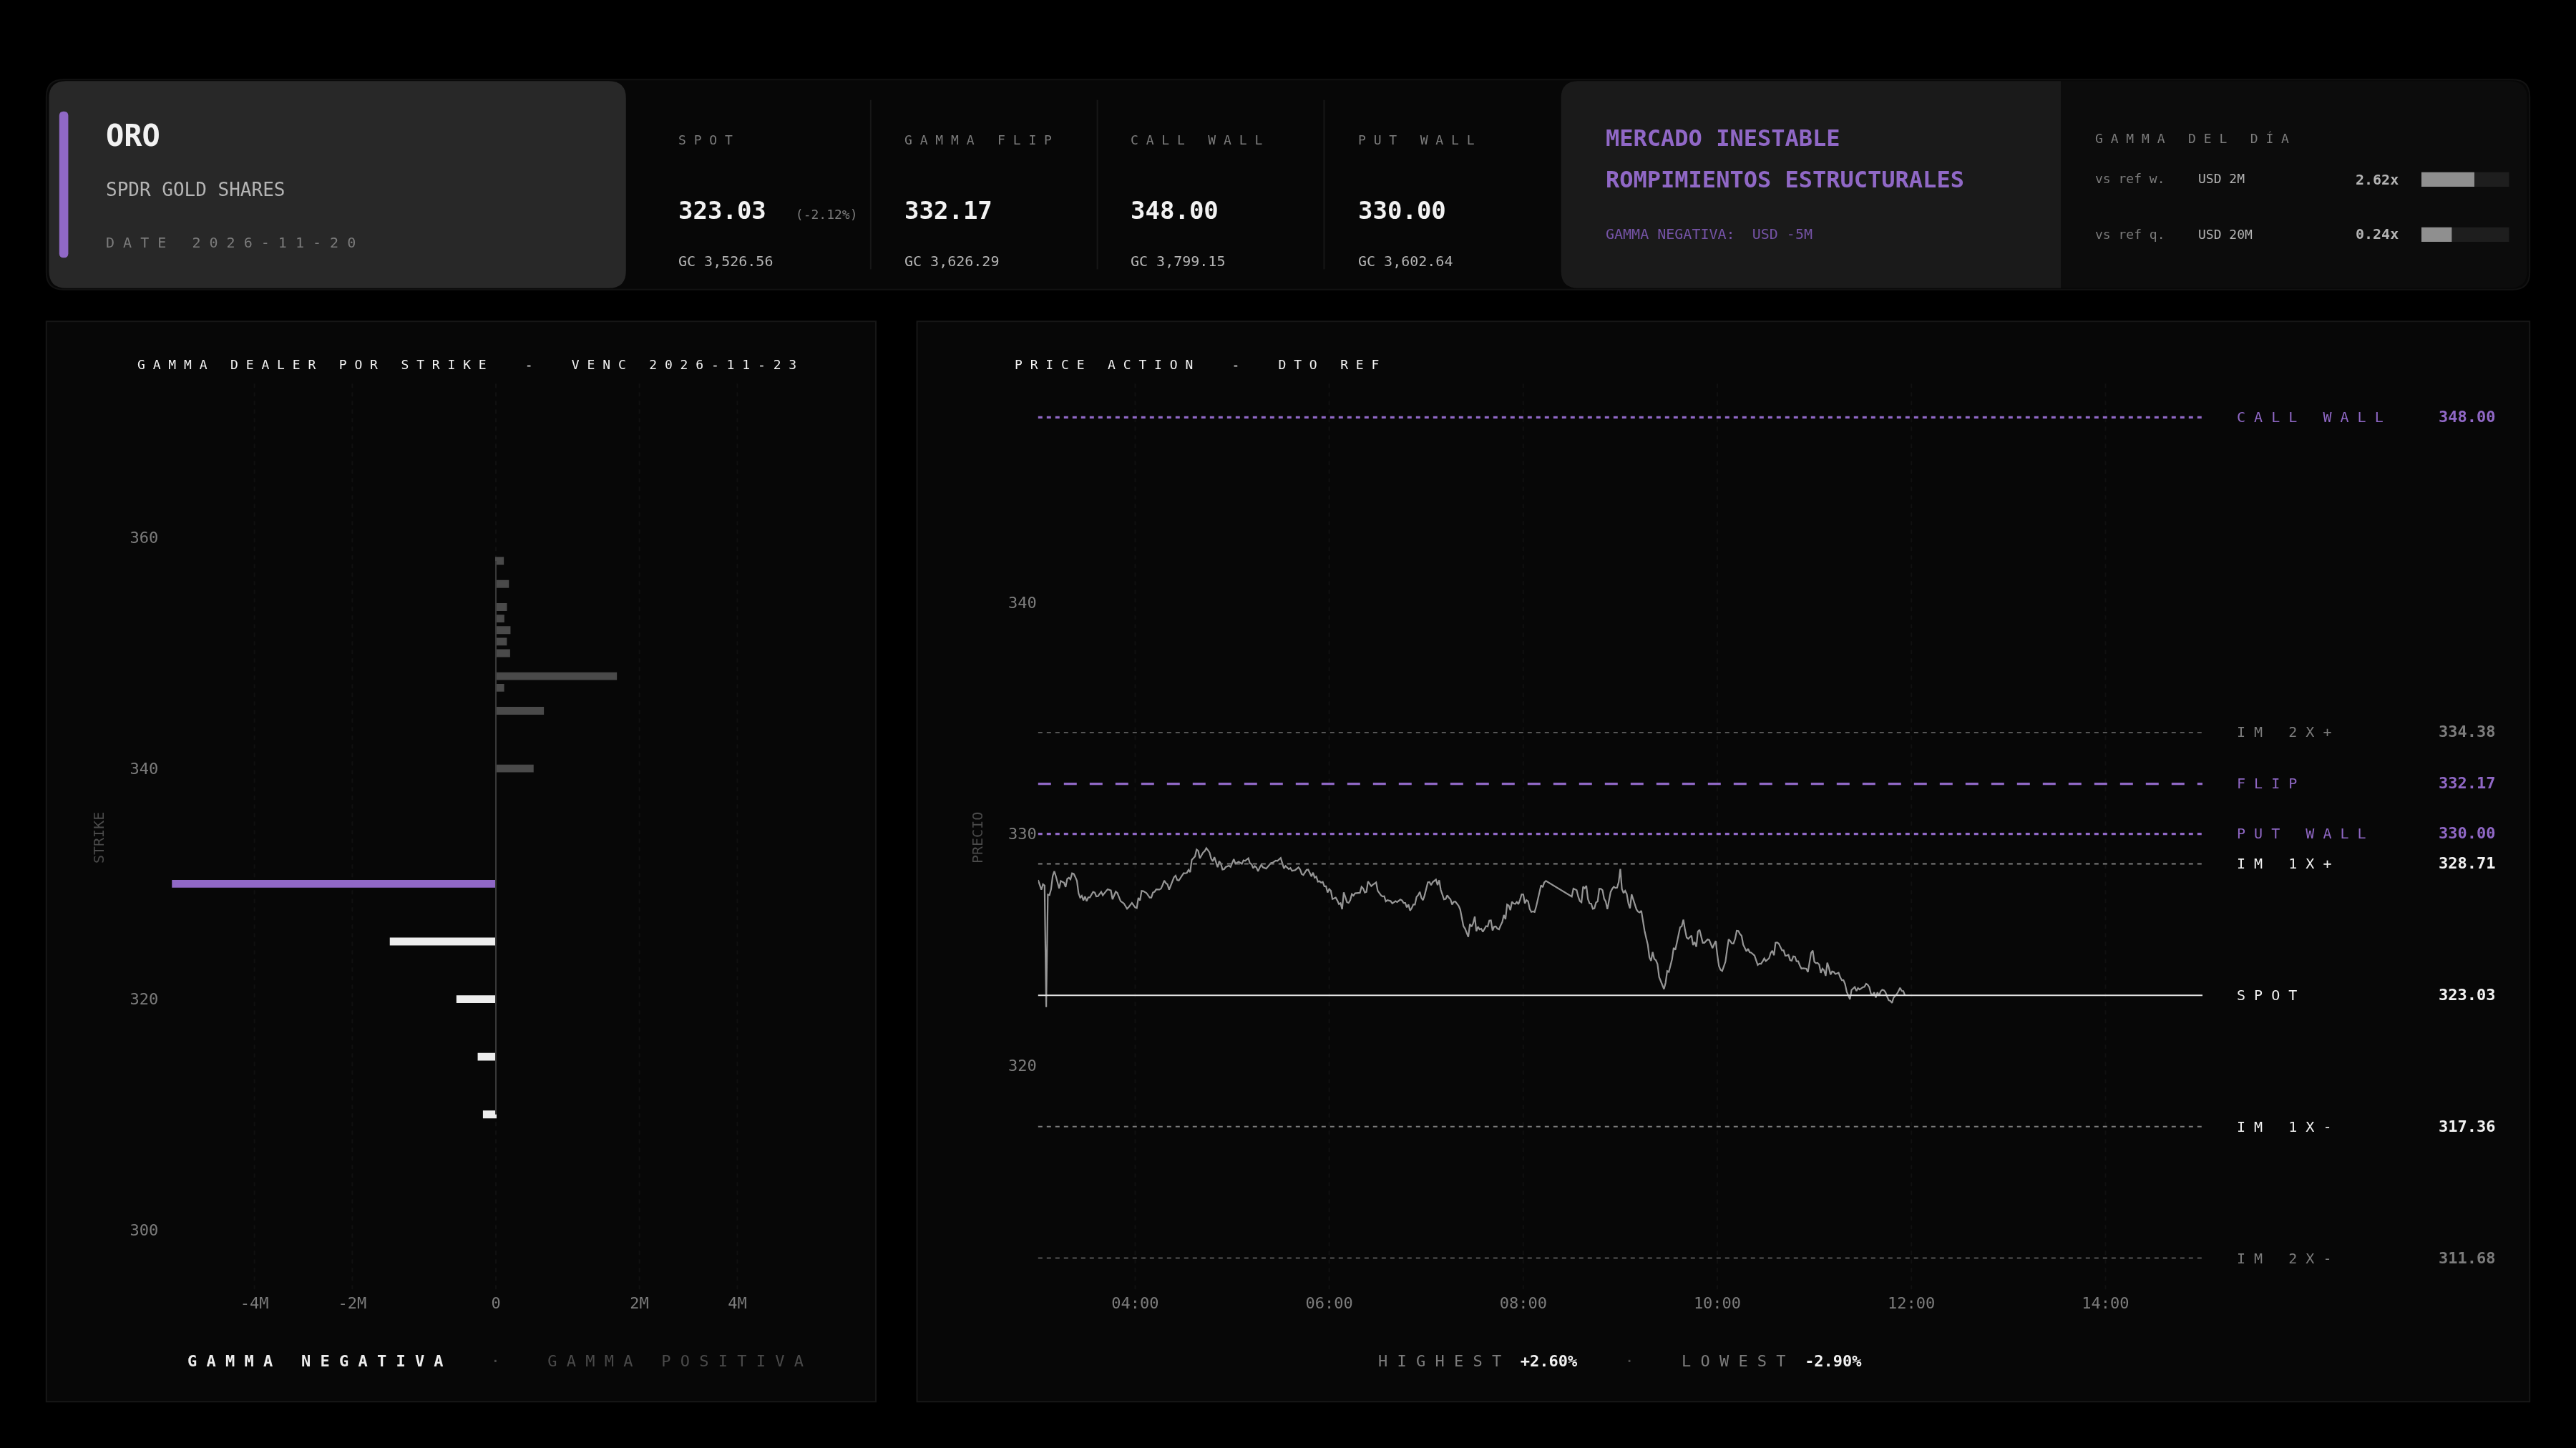 ORO
SPDR GOLD SHARES
DATE 2026-11-20
SPOT
323.03 (-2.12%)
GC 3,526.56
GAMMA FLIP
332.17
GC 3,626.29
CALL WALL
348.00
GC 3,799.15
PUT WALL
330.00
GC 3,602.64
MERCADO INESTABLE
ROMPIMIENTOS ESTRUCTURALES
GAMMA NEGATIVA: USD -5M
GAMMA DEL DÍA
vs ref w. USD 2M 2.62x
vs ref q. USD 20M 0.24x
GAMMA DEALER POR STRIKE - VENC 2026-11-23
STRIKE
360
340
320
300
-4M -2M 0 2M 4M
GAMMA NEGATIVA · GAMMA POSITIVA
PRICE ACTION - DTO REF
PRECIO
340
330
320
CALL WALL 348.00
IM 2X+ 334.38
FLIP 332.17
PUT WALL 330.00
IM 1X+ 328.71
SPOT 323.03
IM 1X- 317.36
IM 2X- 311.68
04:00 06:00 08:00 10:00 12:00 14:00
HIGHEST +2.60% · LOWEST -2.90%